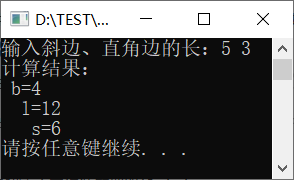 D:\TEST\...
输入斜边、直角边的长：5 3
计算结果：
 b=4
  l=12
   s=6
请按任意键继续. . .